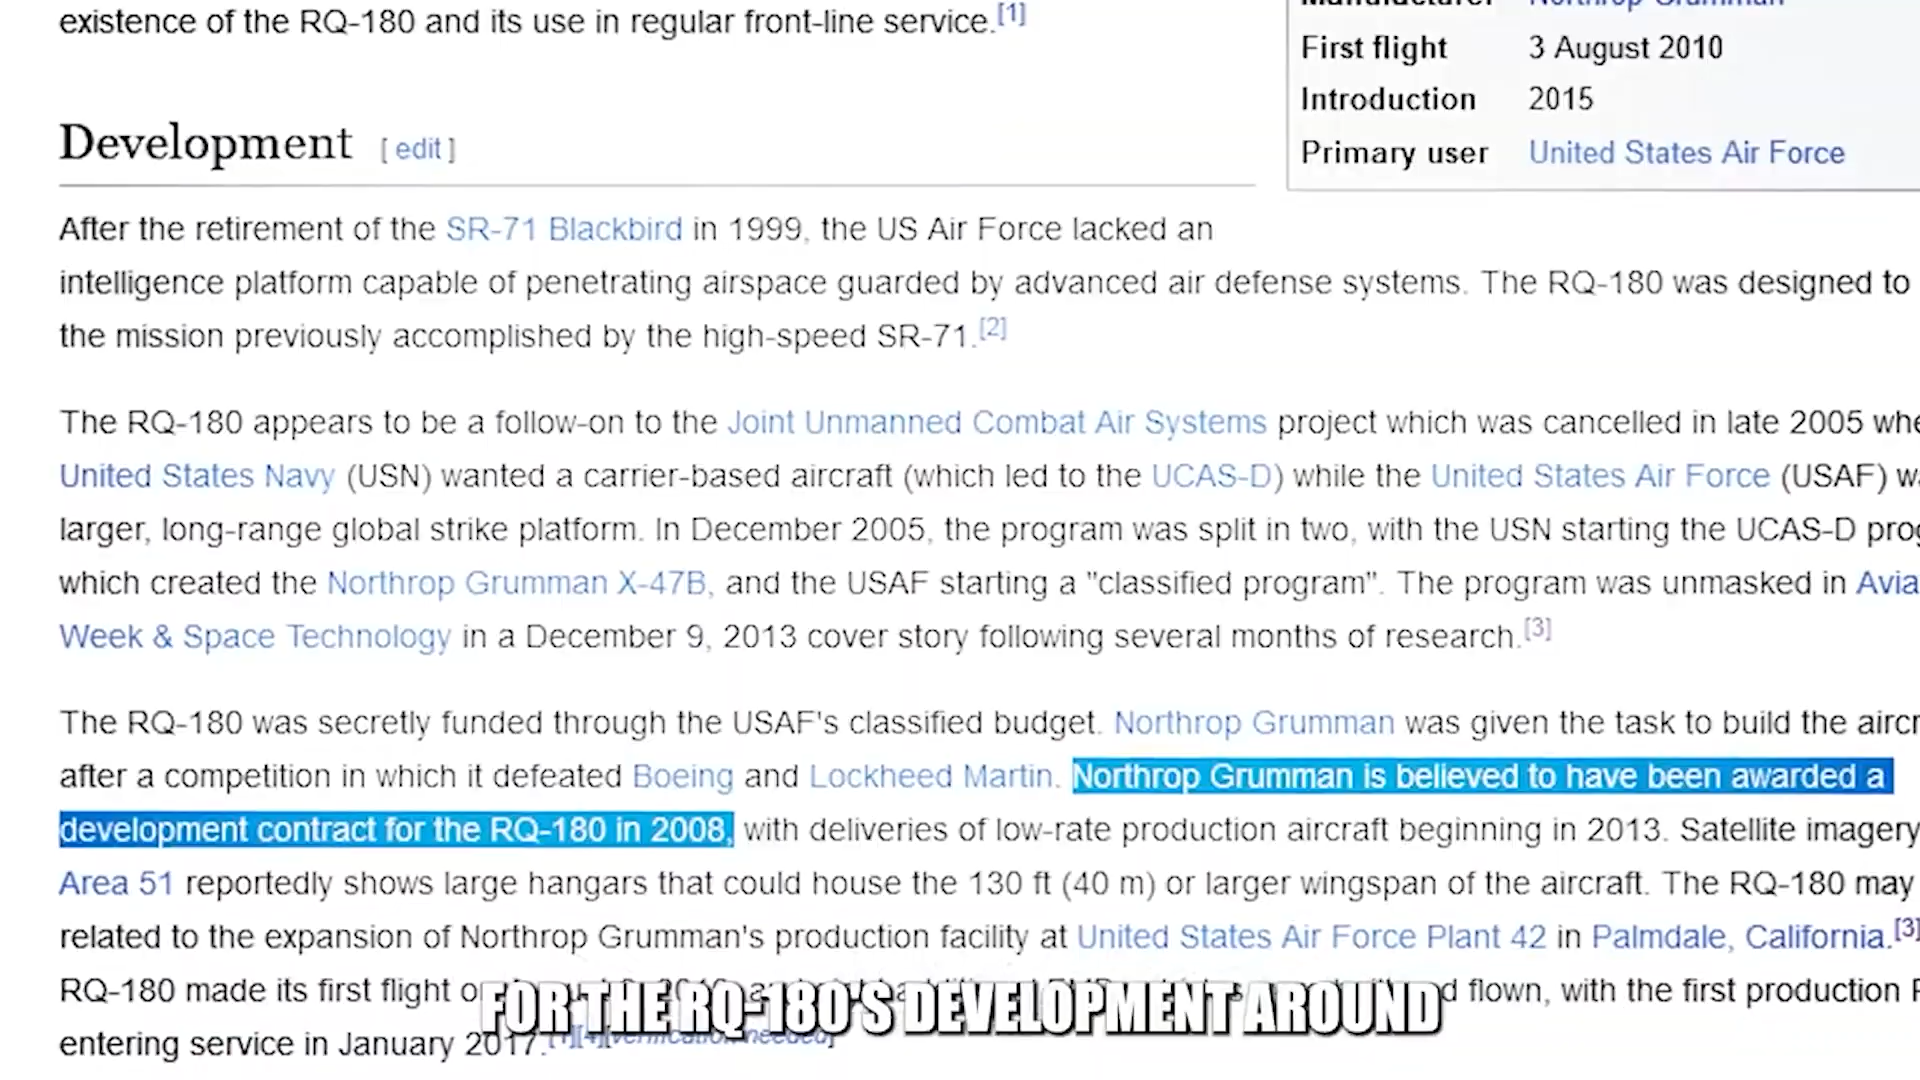 existence of the RQ-180 and its use in regular front-line service.[1]
Northrop Grumman
First flight 3 August 2010
Introduction 2015
Primary user United States Air Force
Development [ edit ]
After the retirement of the SR-71 Blackbird in 1999, the US Air Force lacked an
intelligence platform capable of penetrating airspace guarded by advanced air defense systems. The RQ-180 was designed to
the mission previously accomplished by the high-speed SR-71.[2]
The RQ-180 appears to be a follow-on to the Joint Unmanned Combat Air Systems project which was cancelled in late 2005 whe
United States Navy (USN) wanted a carrier-based aircraft (which led to the UCAS-D) while the United States Air Force (USAF) wa
larger, long-range global strike platform. In December 2005, the program was split in two, with the USN starting the UCAS-D prog
which created the Northrop Grumman X-47B, and the USAF starting a "classified program". The program was unmasked in Avia
Week & Space Technology in a December 9, 2013 cover story following several months of research.[3]
The RQ-180 was secretly funded through the USAF's classified budget. Northrop Grumman was given the task to build the aircr
after a competition in which it defeated Boeing and Lockheed Martin. Northrop Grumman is believed to have been awarded a
development contract for the RQ-180 in 2008, with deliveries of low-rate production aircraft beginning in 2013. Satellite imagery
Area 51 reportedly shows large hangars that could house the 130 ft (40 m) or larger wingspan of the aircraft. The RQ-180 may
related to the expansion of Northrop Grumman's production facility at United States Air Force Plant 42 in Palmdale, California.[3]
RQ-180 made its first flight flown, with the first production
FOR THE RQ-180'S DEVELOPMENT AROUND
entering service in January 2017.